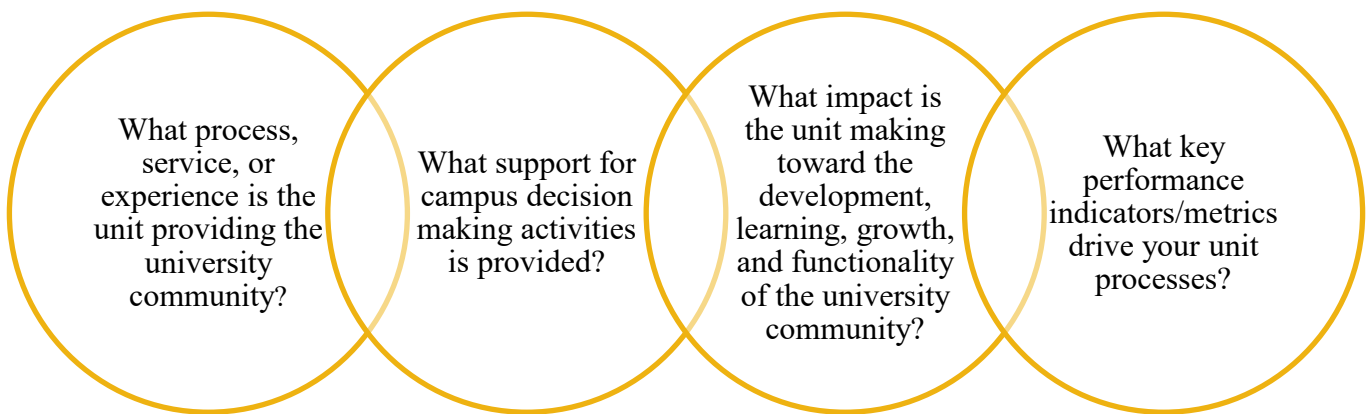 What process,
service, or
experience is the
unit providing the
university
community?
What support for
campus decision
making activities
is provided?
What impact is
the unit making
toward the
development,
learning, growth,
and functionality
of the university
community?
What key
performance
indicators/metrics
drive your unit
processes?